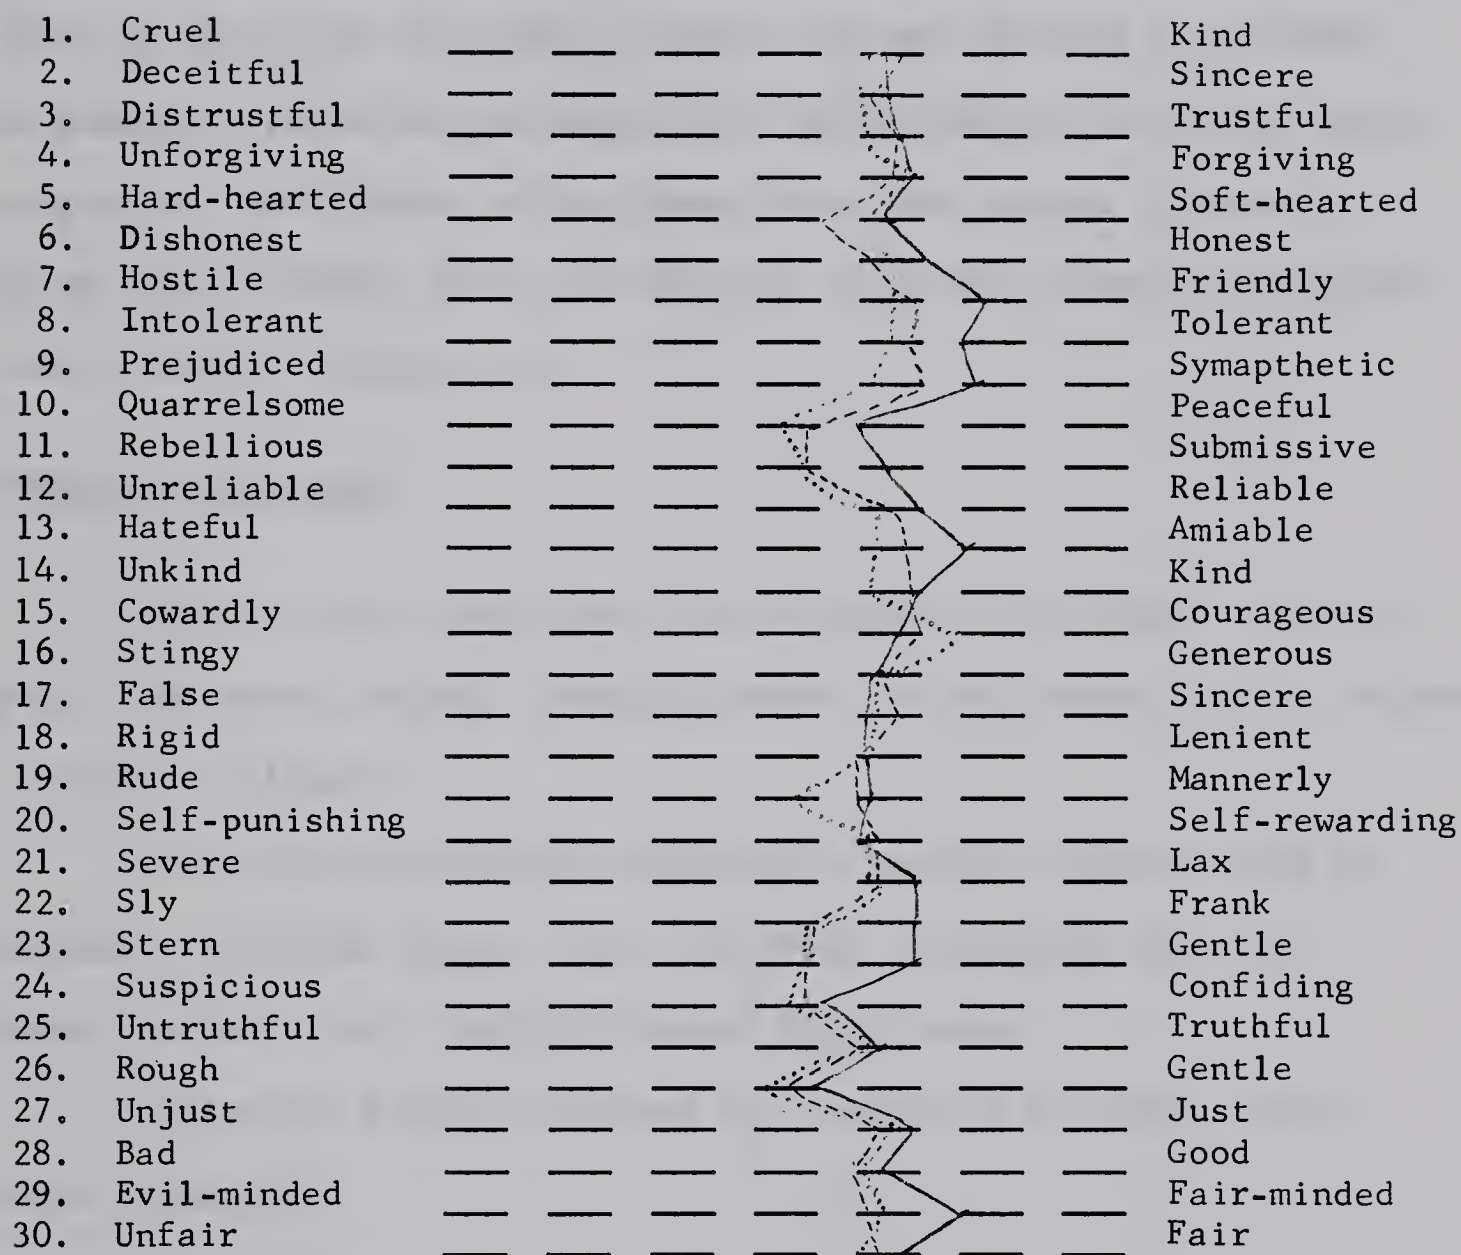 1. Cruel Kind
2. Deceitful Sincere
3. Distrustful Trustful
4. Unforgiving Forgiving
5. Hard-hearted Soft-hearted
6. Dishonest Honest
7. Hostile Friendly
8. Intolerant Tolerant
9. Prejudiced Symapthetic
10. Quarrelsome Peaceful
11. Rebellious Submissive
12. Unreliable Reliable
13. Hateful Amiable
14. Unkind Kind
15. Cowardly Courageous
16. Stingy Generous
17. False Sincere
18. Rigid Lenient
19. Rude Mannerly
20. Self-punishing Self-rewarding
21. Severe Lax
22. Sly Frank
23. Stern Gentle
24. Suspicious Confiding
25. Untruthful Truthful
26. Rough Gentle
27. Unjust Just
28. Bad Good
29. Evil-minded Fair-minded
30. Unfair Fair